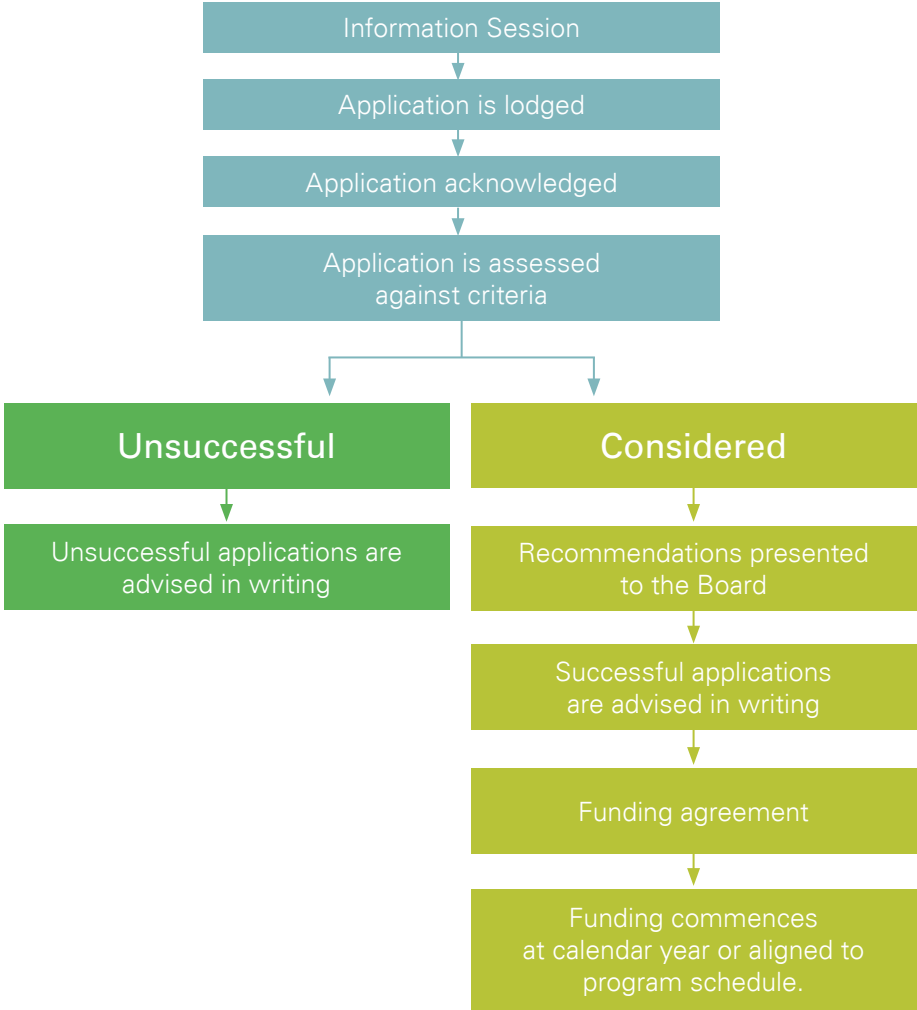 Information Session
Application is lodged
Application acknowledged
Application is assessed
against criteria
Unsuccessful
Unsuccessful applications are
advised in writing
Considered
Recommendations presented
to the Board
Successful applications
are advised in writing
Funding agreement
Funding commences
at calendar year or aligned to
program schedule.